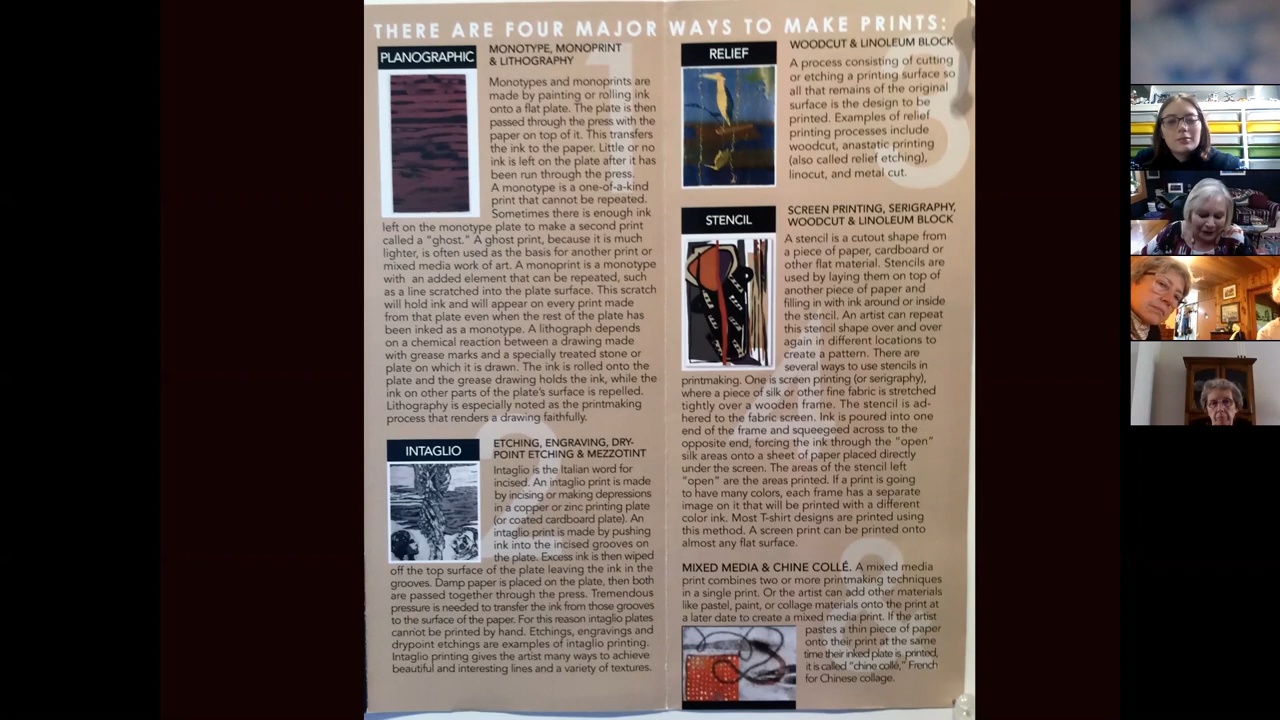 THERE ARE FOUR MAJOR WAYS TO MAKE PRINTS:
PLANOGRAPHIC
MONOTYPE, MONOPRINT
& LITHOGRAPHY
Monotypes and monoprints are
made by painting or rolling ink
onto a flat plate. The plate is then
passed through the press with the
paper on top of it. This transfers
the ink to the paper. Little or no
ink is left on the plate after it has
been run through the press.
A monotype is a one-of-a-kind
print that cannot be repeated.
Sometimes there is enough ink
left on the monotype plate to make a second print
called a "ghost." A ghost print, because it is much
lighter, is often used as the basis for another print or
mixed media work of art. A monoprint is a monotype
with an added element that can be repeated, such
as a line scratched into the plate surface. This scratch
will hold ink and will appear on every print made
from that plate even when the rest of the plate has
been inked as a monotype. A lithograph depends
on a chemical reaction between a drawing made
with grease marks and a specially treated stone or
plate on which it is drawn. The ink is rolled onto the
plate and the grease drawing holds the ink, while the
ink on other parts of the plate's surface is repelled.
Lithography is especially noted as the printmaking
process that renders a drawing faithfully.
1
INTAGLIO
ETCHING, ENGRAVING, DRY-
POINT ETCHING & MEZZOTINT
Intaglio is the Italian word for
incised. An intaglio print is made
by incising or making depressions
in a copper or zinc printing plate
(or coated cardboard plate). An
intaglio print is made by pushing
ink into the incised grooves on
the plate. Excess ink is then wiped
off the top surface of the plate leaving the ink in the
grooves. Damp paper is placed on the plate, then both
are passed together through the press. Tremendous
pressure is needed to transfer the ink from those grooves
to the surface of the paper. For this reason intaglio plates
cannot be printed by hand. Etchings, engravings and
drypoint etchings are examples of intaglio printing.
Intaglio printing gives the artist many ways to achieve
beautiful and interesting lines and a variety of textures.
2
RELIEF
WOODCUT & LINOLEUM BLOCK
A process consisting of cutting
or etching a printing surface so
all that remains of the original
surface is the design to be
printed. Examples of relief
printing processes include
woodcut, anastatic printing
(also called relief etching),
linocut, and metal cut.
3
STENCIL
SCREEN PRINTING, SERIGRAPHY,
WOODCUT & LINOLEUM BLOCK
A stencil is a cutout shape from
a piece of paper, cardboard or
other flat material. Stencils are
used by laying them on top of
another piece of paper and
filling in with ink around or inside
the stencil. An artist can repeat
this stencil shape over and over
again in different locations to
create a pattern. There are
several ways to use stencils in
printmaking. One is screen printing (or serigraphy),
where a piece of silk or other fine fabric is stretched
tightly over a wooden frame. The stencil is ad-
hered to the fabric screen. Ink is poured into one
end of the frame and squeegeed across to the
opposite end, forcing the ink through the "open"
silk areas onto a sheet of paper placed directly
under the screen. The areas of the stencil left
"open" are the areas printed. If a print is going
to have many colors, each frame has a separate
image on it that will be printed with a different
color ink. Most T-shirt designs are printed using
this method. A screen print can be printed onto
almost any flat surface.
MIXED MEDIA & CHINE COLLÉ. A mixed media
print combines two or more printmaking techniques
in a single print. Or the artist can add other materials
like pastel, paint, or collage materials onto the print at
a later date to create a mixed media print. If the artist
pastes a thin piece of paper
onto their print at the same
time their inked plate is printed,
it is called "chine collé," French
for Chinese collage.